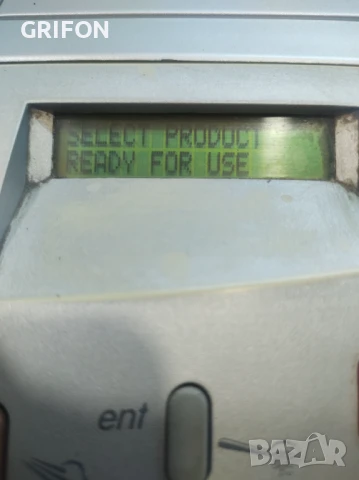 GRIFON
SELECT PRODUCT
READY FOR USE
ent
BAZAR